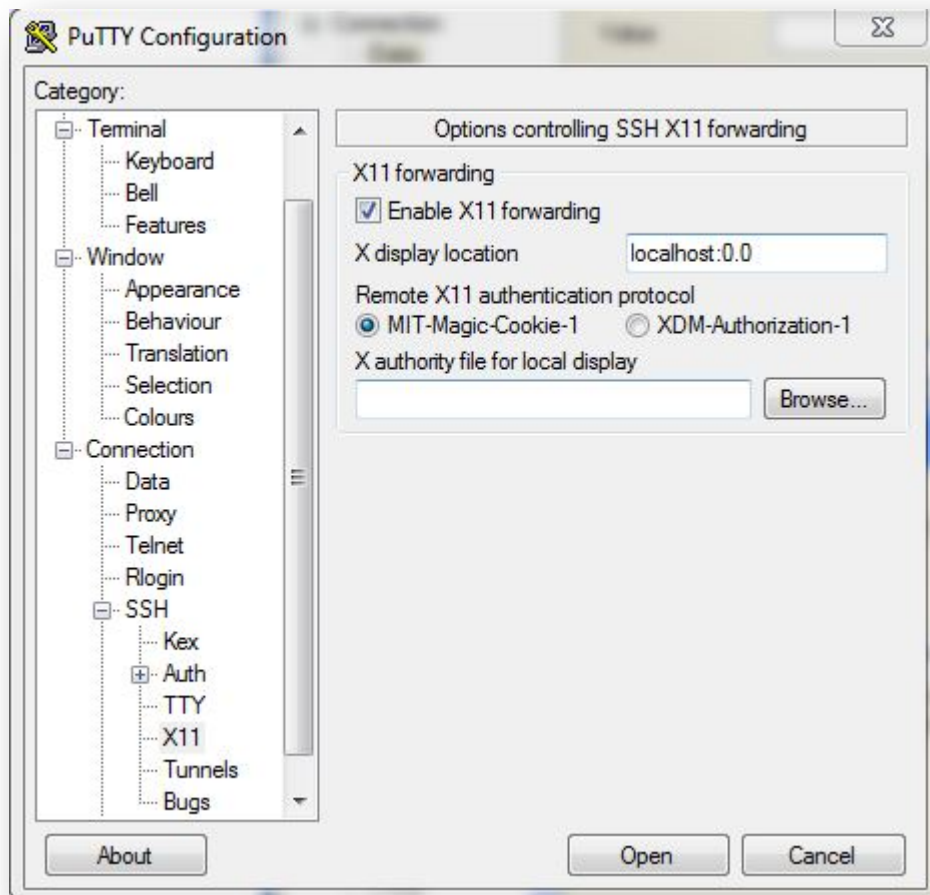 PuTTY Configuration
Category:
Terminal
Keyboard
Bell
Features
Window
Appearance
Behaviour
Translation
Selection
Colours
Connection
Data
Proxy
Telnet
Rlogin
SSH
Kex
Auth
TTY
X11
Tunnels
Bugs
Options controlling SSH X11 forwarding
X11 forwarding
Enable X11 forwarding
X display location localhost:0.0
Remote X11 authentication protocol
MIT-Magic-Cookie-1 XDM-Authorization-1
X authority file for local display
Browse...
About Open Cancel